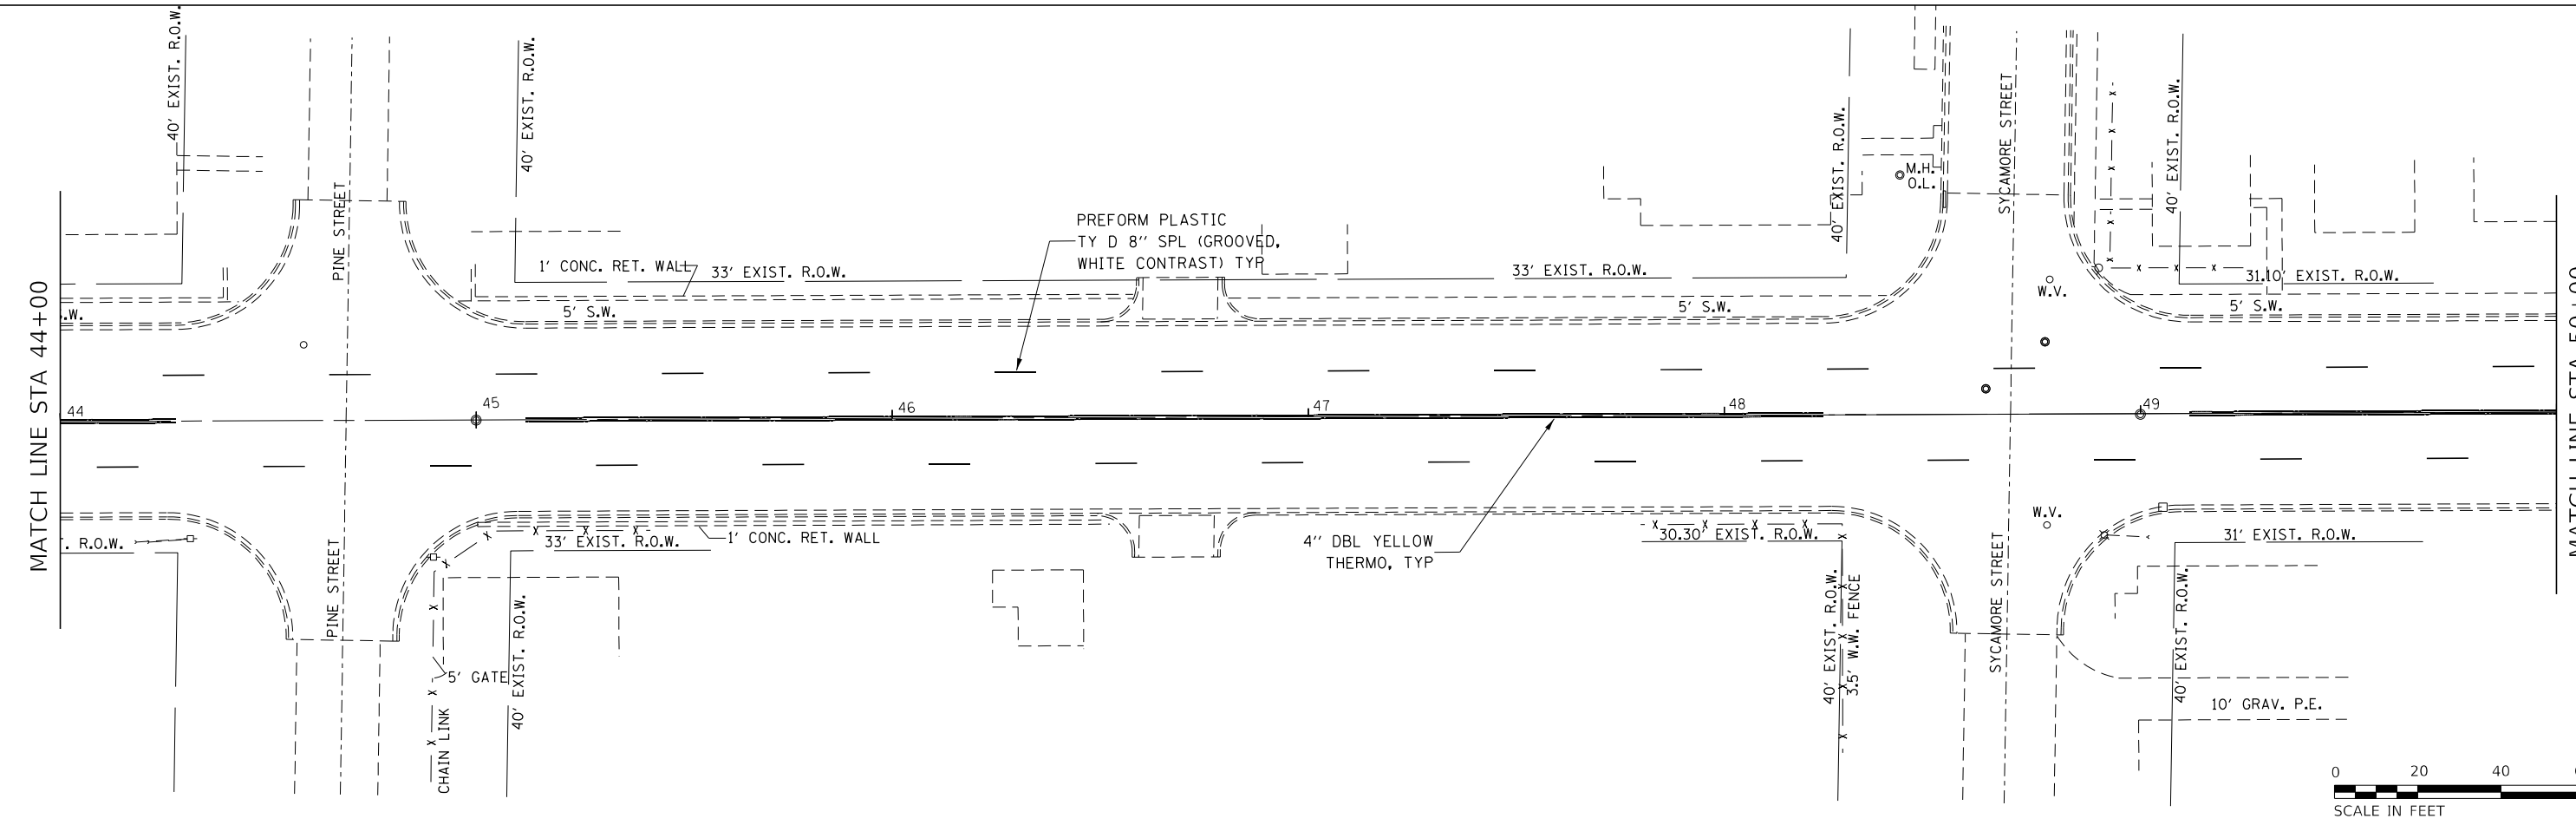 MATCH LINE STA 44+00
40' EXIST. R.O.W.
PINE STREET
40' EXIST. R.O.W.
1' CONC. RET. WALL
33' EXIST. R.O.W.
5' S.W.
PREFORM PLASTIC
TY D 8'' SPL (GROOVED,
WHITE CONTRAST) TYP
33' EXIST. R.O.W.
5' S.W.
40' EXIST. R.O.W.
M.H.
O.L.
SYCAMORE STREET
W.V.
40' EXIST. R.O.W.
31.10' EXIST. R.O.W.
5' S.W.
44
45
46
47
48
49
. R.O.W.
PINE STREET
33' EXIST. R.O.W.
1' CONC. RET. WALL
5' GATE
CHAIN LINK
40' EXIST. R.O.W.
4'' DBL YELLOW
THERMO, TYP
30.30' EXIST. R.O.W.
40' EXIST. R.O.W.
3.5' W.W. FENCE
SYCAMORE STREET
W.V.
31' EXIST. R.O.W.
40' EXIST. R.O.W.
10' GRAV. P.E.
0 20 40
SCALE IN FEET